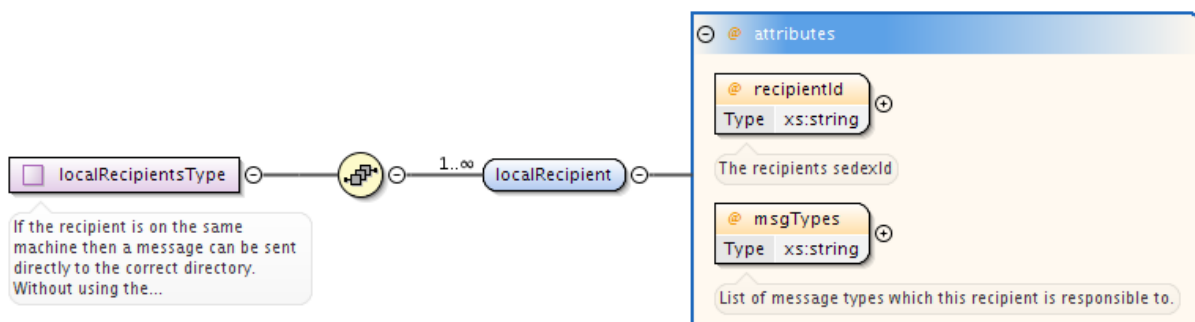 @ attributes
@ recipientId
Type xs:string
The recipients sedexId
localRecipientsType
1..∞
localRecipient
If the recipient is on the same
machine then a message can be sent
directly to the correct directory.
Without using the...
@ msgTypes
Type xs:string
List of message types which this recipient is responsible to.